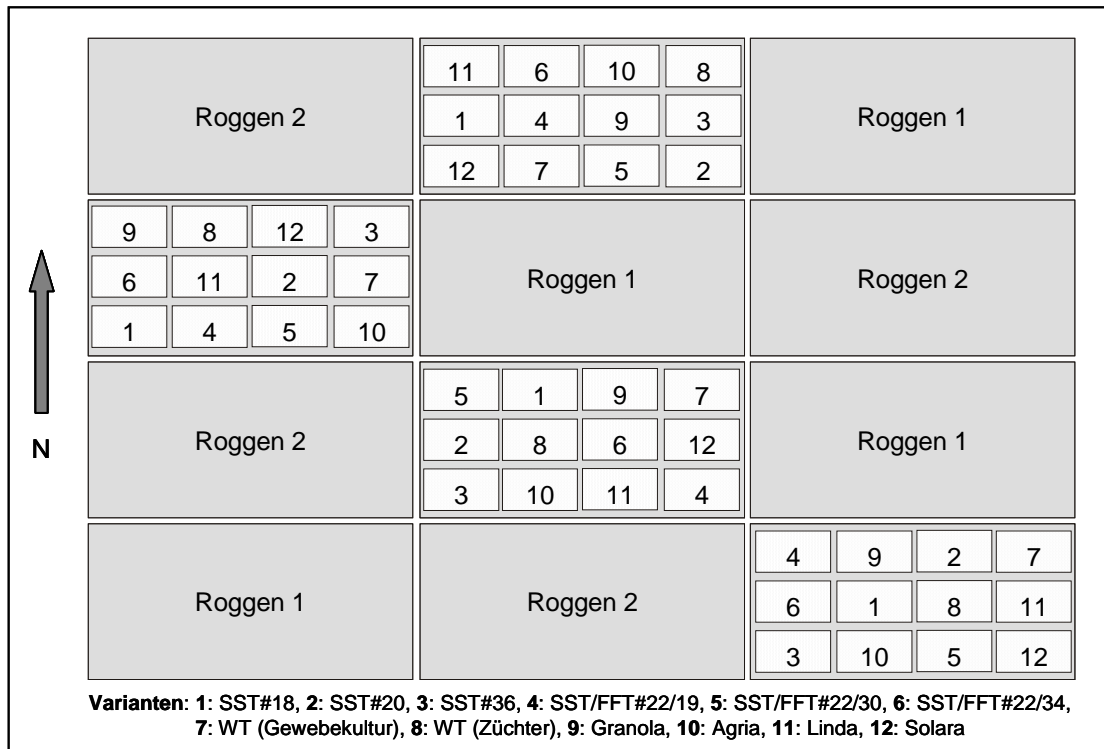 Roggen 2
11 6 10 8
1 4 9 3
12 7 5 2
Roggen 1
9 8 12 3
6 11 2 7
1 4 5 10
Roggen 1
Roggen 2
N
Roggen 2
5 1 9 7
2 8 6 12
3 10 11 4
Roggen 1
Roggen 1
Roggen 2
4 9 2 7
6 1 8 11
3 10 5 12
Varianten: 1: SST#18, 2: SST#20, 3: SST#36, 4: SST/FFT#22/19, 5: SST/FFT#22/30, 6: SST/FFT#22/34,
7: WT (Gewebekultur), 8: WT (Züchter), 9: Granola, 10: Agria, 11: Linda, 12: Solara